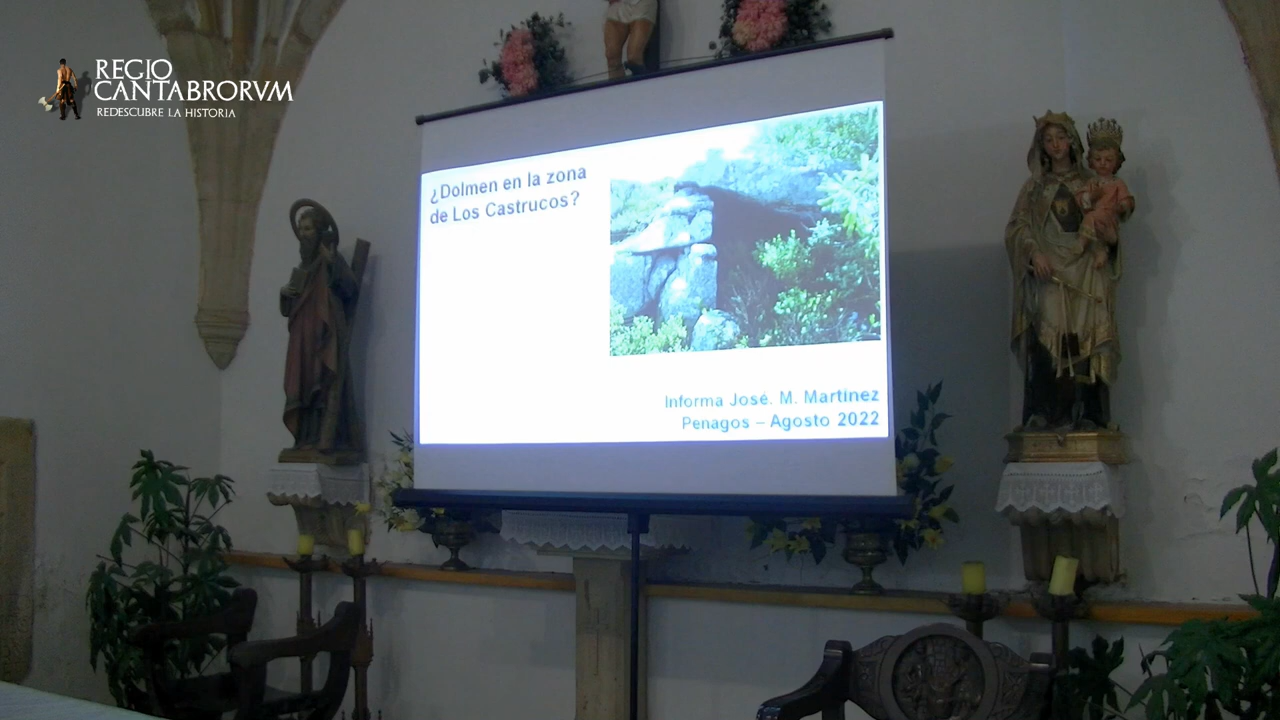 REGIO
CANTABRORVM
REDESCUBRE LA HISTORIA
¿Dolmen en la zona
de Los Castrucos?
Informa José. M. Martínez
Penagos – Agosto 2022